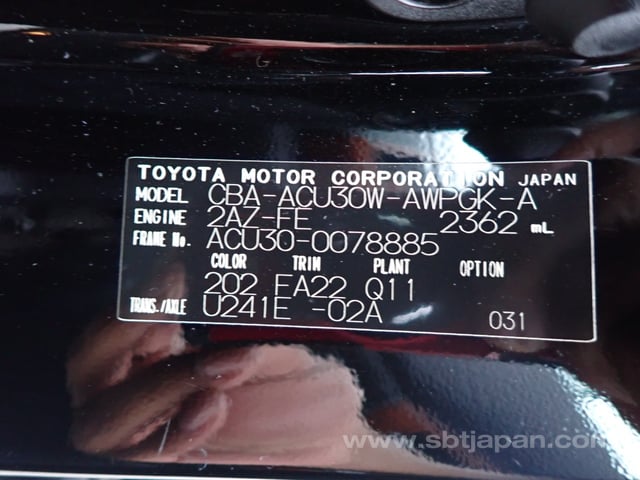 TOYOTA MOTOR CORPORATION JAPAN
MODEL CBA-ACU30W-AWPGK-A
ENGINE 2AZ-FE 2362 mL
FRAME No. ACU30-0078885
COLOR TRIM PLANT OPTION
202 FA22 Q11
TRANS./AXLE U241E -02A 031
www.sbtjapan.com